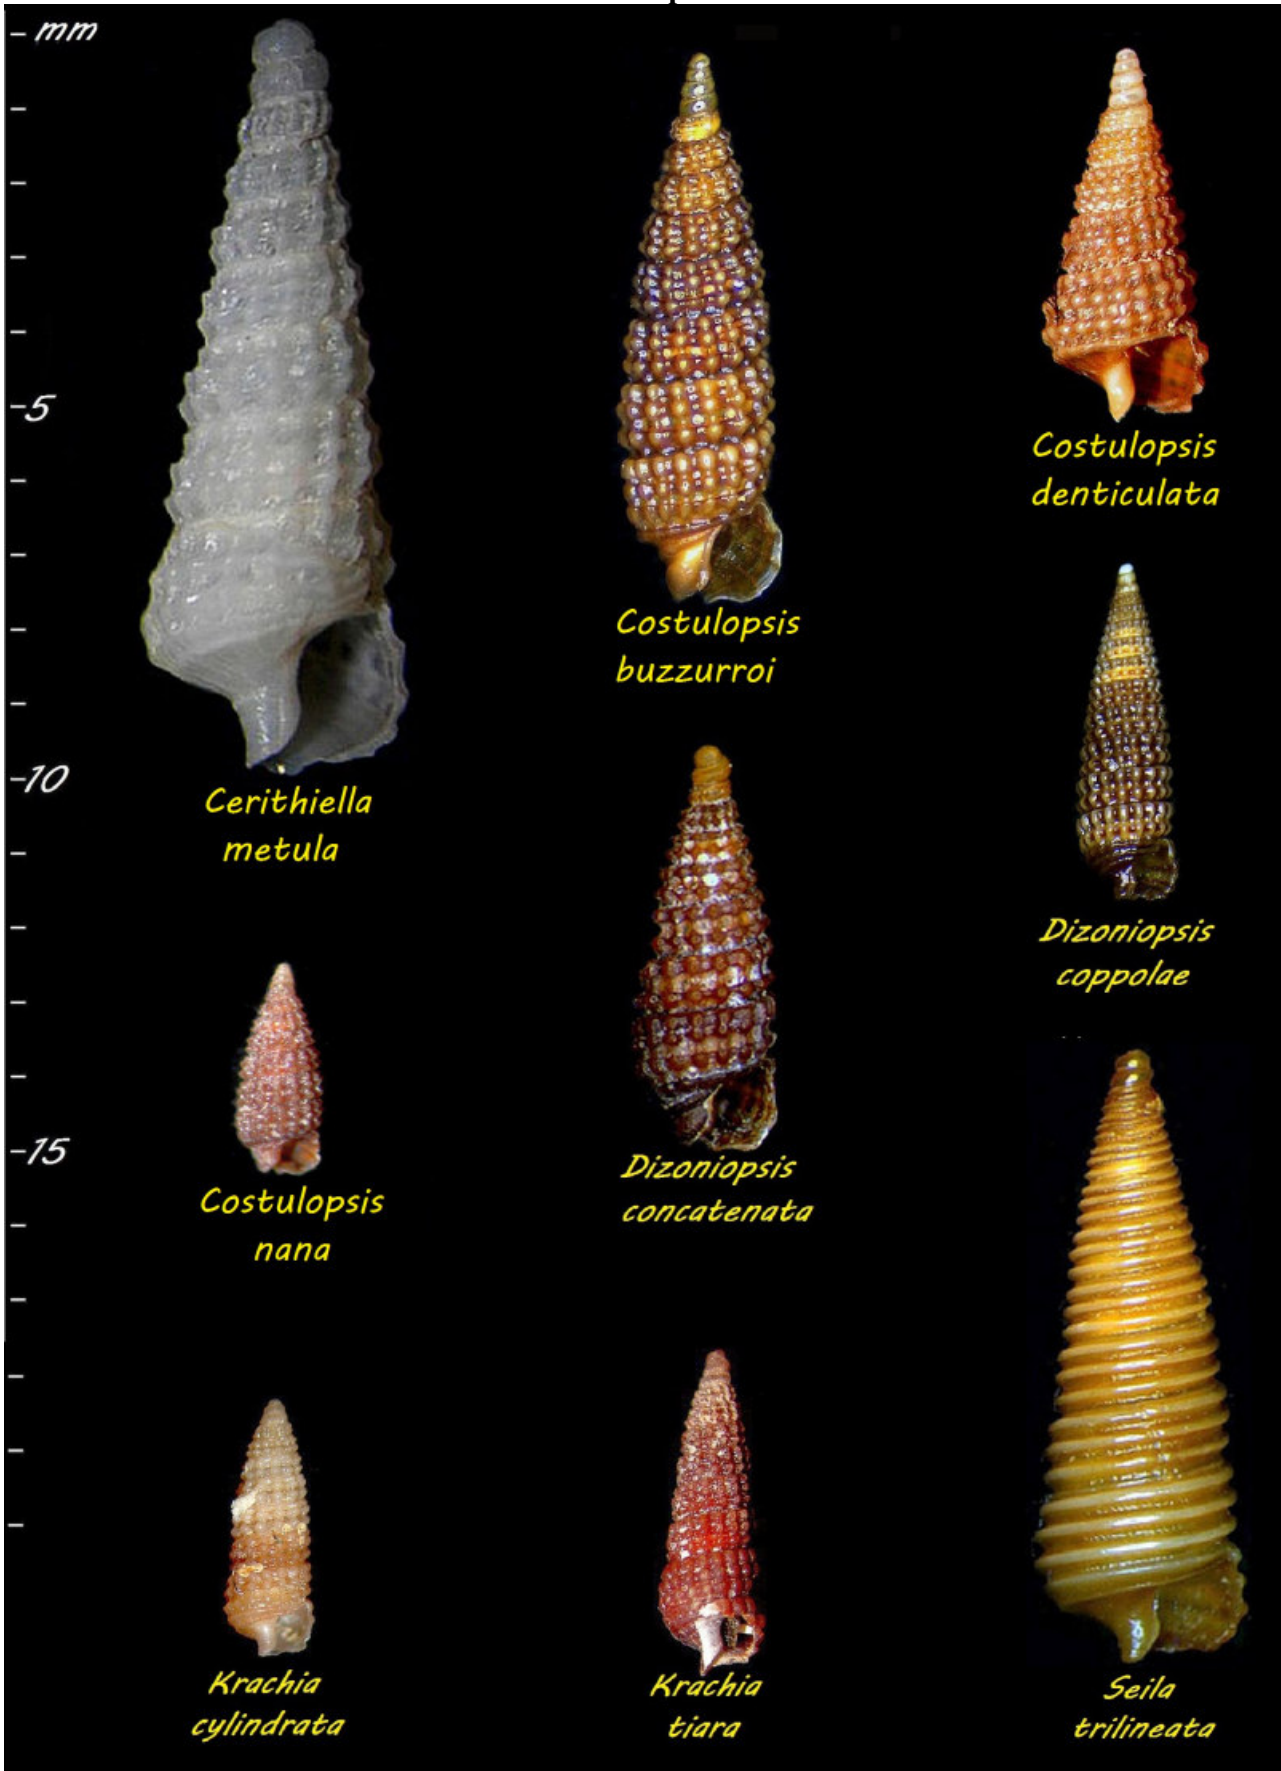 mm
Costulopsis
denticulata
-5
Costulopsis
buzzurroi
-10
Cerithiella
metula
Dizoniopsis
coppolae
-15
Costulopsis
nana
Dizoniopsis
concatenata
Krachia
cylindrata
Krachia
tiara
Seila
trilineata